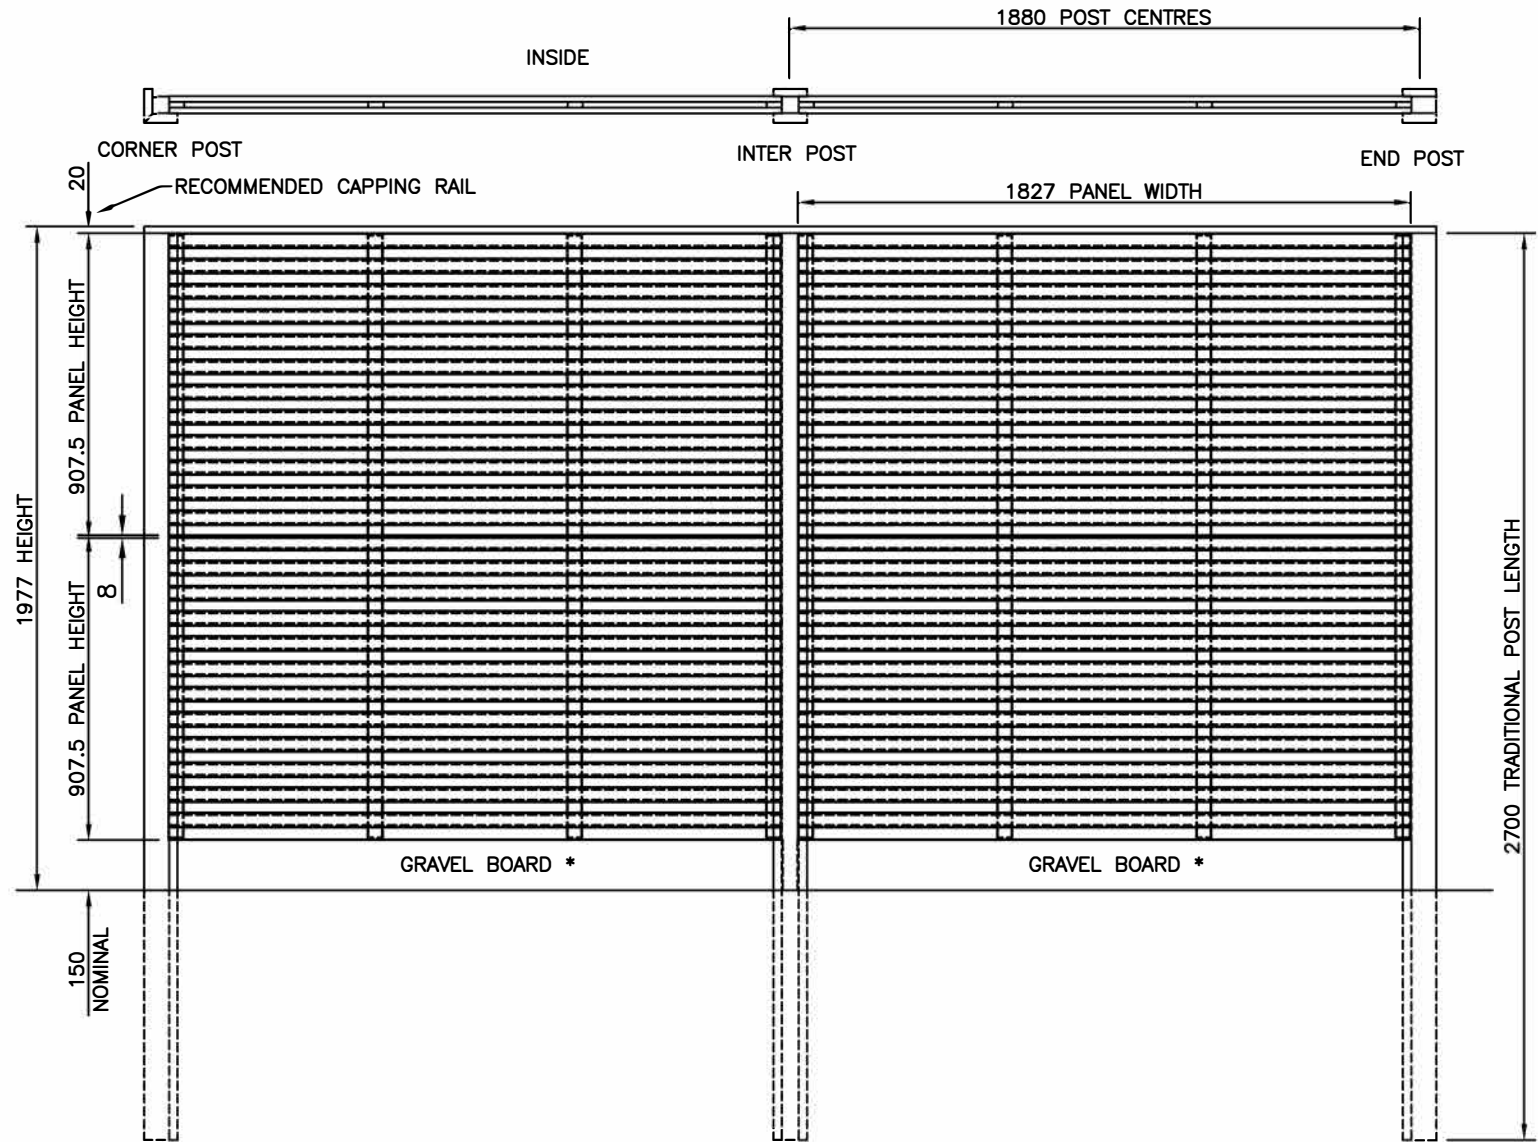 1880 POST CENTRES
INSIDE
CORNER POST
INTER POST
END POST
20
RECOMMENDED CAPPING RAIL
1827 PANEL WIDTH
907.5 PANEL HEIGHT
1977 HEIGHT
8
907.5 PANEL HEIGHT
2700 TRADITIONAL POST LENGTH
GRAVEL BOARD *
GRAVEL BOARD *
150
NOMINAL